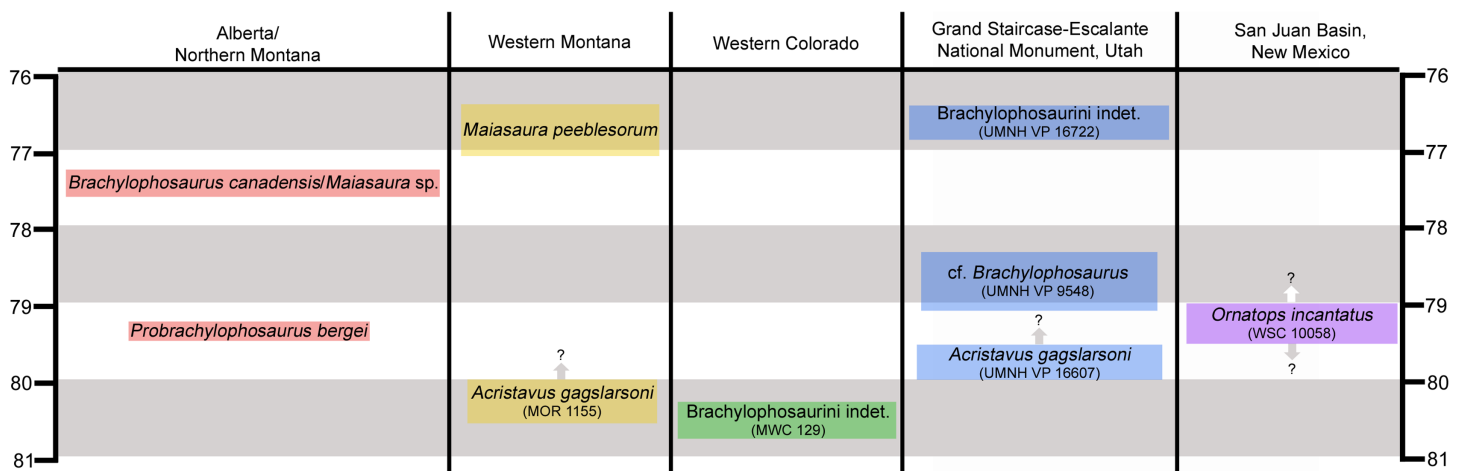 Alberta/
Northern Montana
Western Montana
Western Colorado
Grand Staircase-Escalante
National Monument, Utah
San Juan Basin,
New Mexico
76
77
78
79
80
81
Brachylophosaurus canadensis/Maiasaura sp.
Probrachylophosaurus bergei
Maiasaura peeblesorum
?
Acristavus gagslarsoni
(MOR 1155)
Brachylophosaurini indet.
(MWC 129)
Brachylophosaurini indet.
(UMNH VP 16722)
cf. Brachylophosaurus
(UMNH VP 9548)
?
Acristavus gagslarsoni
(UMNH VP 16607)
?
Ornatops incantatus
(WSC 10058)
?
76
77
78
79
80
81